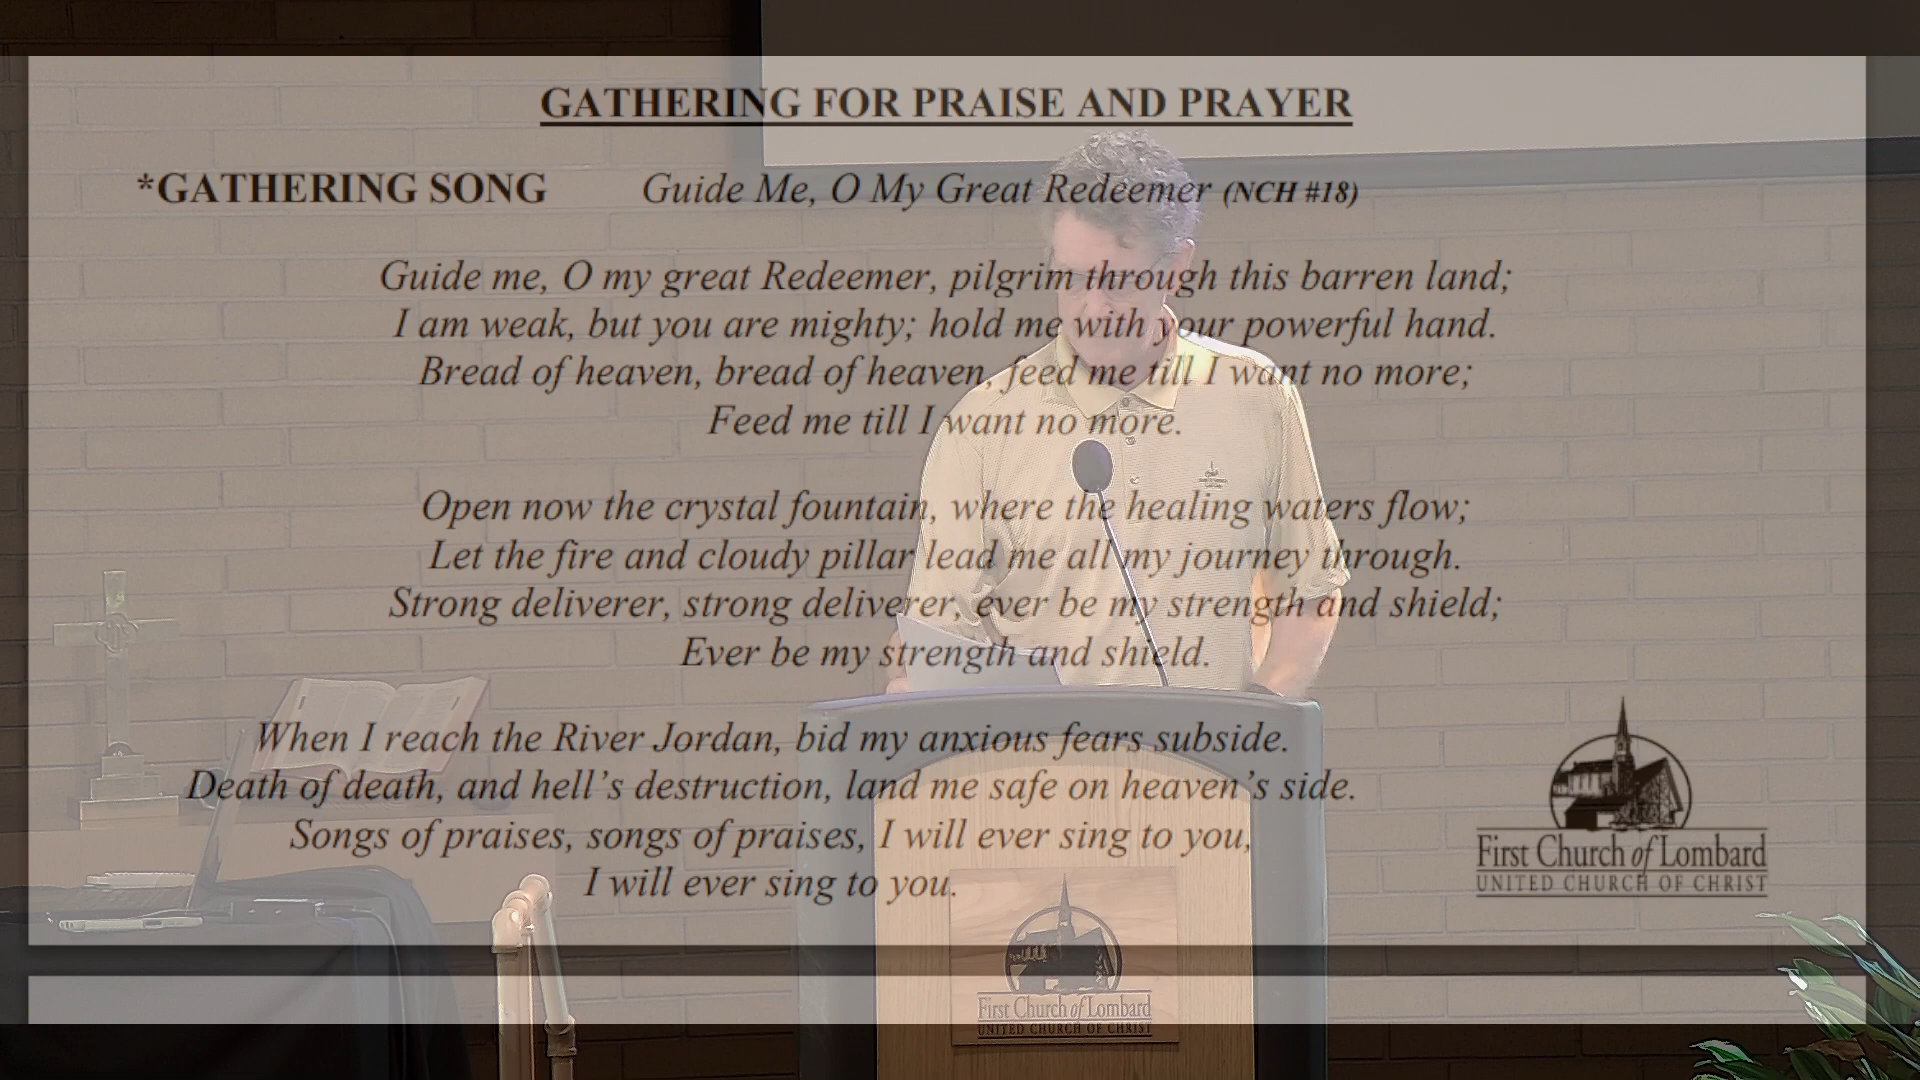 GATHERING FOR PRAISE AND PRAYER
*GATHERING SONG Guide Me, O My Great Redeemer (NCH #18)
Guide me, O my great Redeemer, pilgrim through this barren land;
I am weak, but you are mighty; hold me with your powerful hand.
Bread of heaven, bread of heaven, feed me till I want no more;
Feed me till I want no more.
Open now the crystal fountain, where the healing waters flow;
Let the fire and cloudy pillar lead me all my journey through.
Strong deliverer, strong deliverer, ever be my strength and shield;
Ever be my strength and shield.
When I reach the River Jordan, bid my anxious fears subside.
Death of death, and hell’s destruction, land me safe on heaven’s side.
Songs of praises, songs of praises, I will ever sing to you,
I will ever sing to you.
First Church of Lombard
UNITED CHURCH OF CHRIST
First Church of Lombard
UNITED CHURCH OF CHRIST